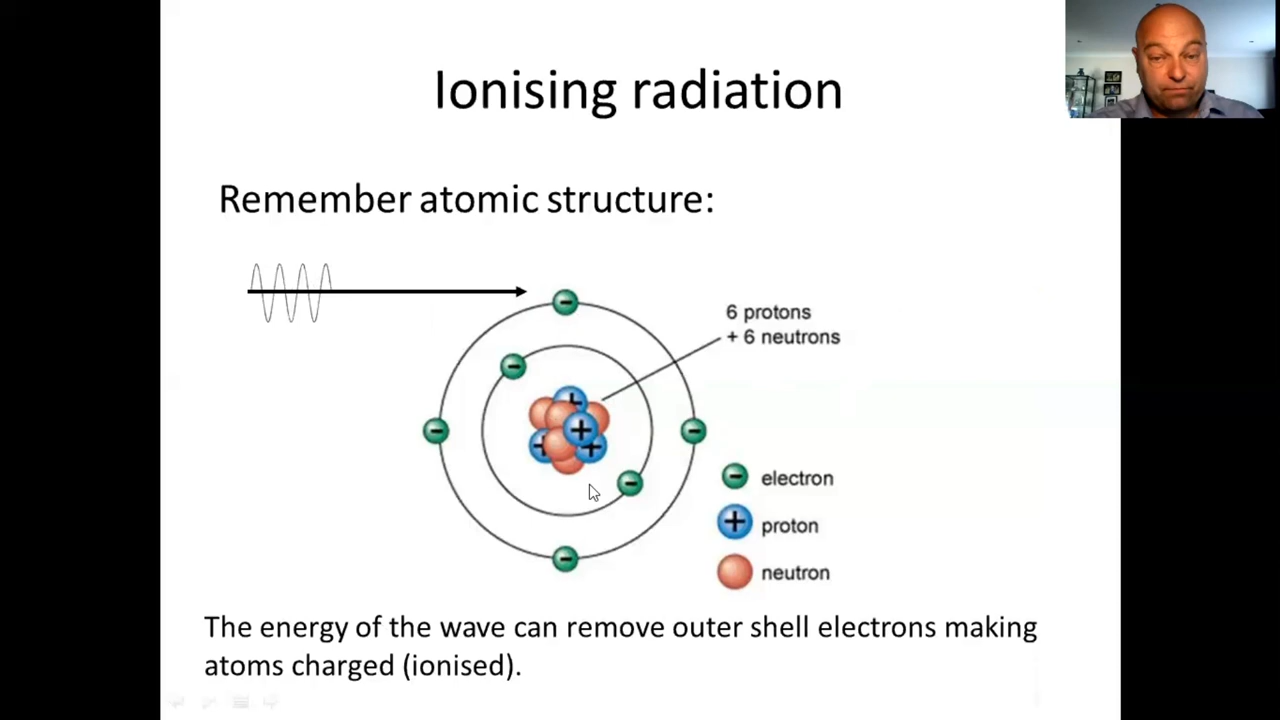 Ionising radiation
Remember atomic structure:
6 protons
+ 6 neutrons
electron
proton
neutron
The energy of the wave can remove outer shell electrons making
atoms charged (ionised).